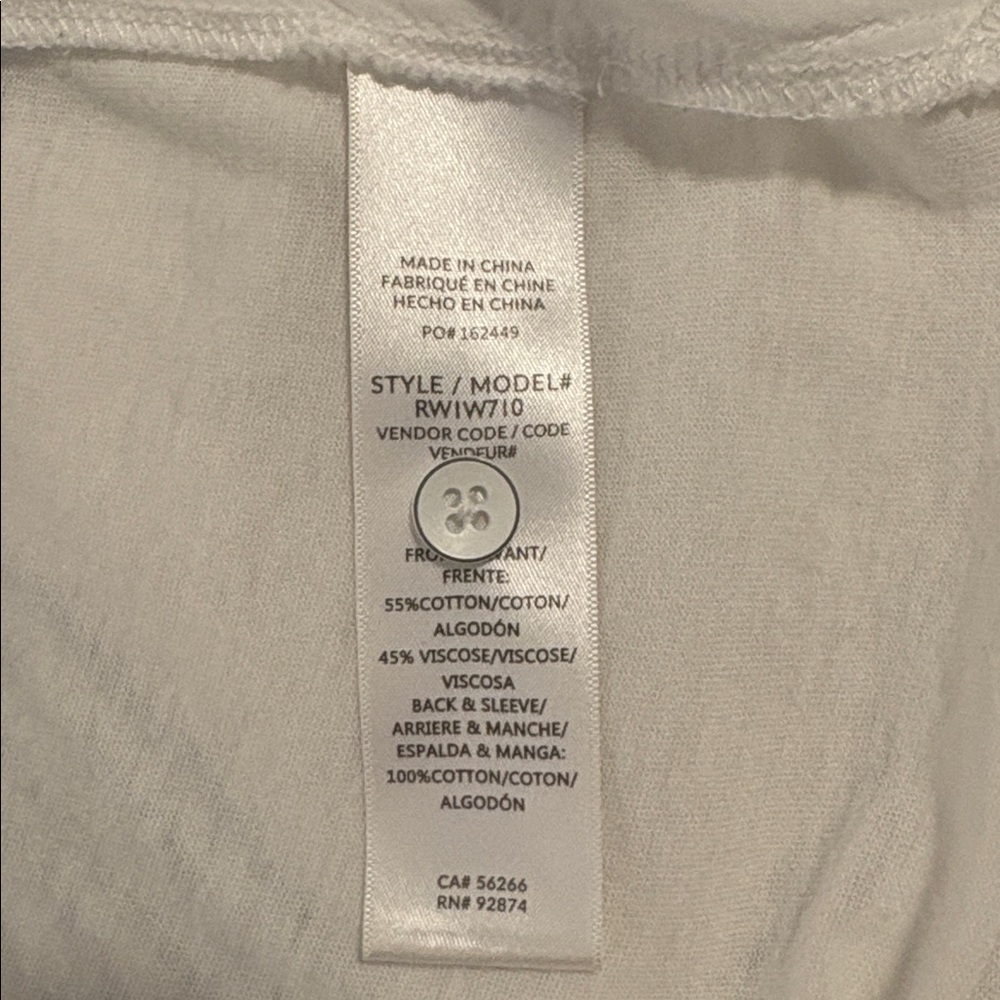 MADE IN CHINA
FABRIQUÉ EN CHINE
HECHO EN CHINA
PO# 162449
STYLE / MODEL#
RW1W710
VENDOR CODE / CODE
VENDEUR#
FRENTE:
55%COTTON/COTON/
ALGODÓN
45% VISCOSE/VISCOSE/
VISCOSA
BACK & SLEEVE/
ARRIERE & MANCHE/
ESPALDA & MANGA:
100%COTTON/COTON/
ALGODÓN
CA# 56266
RN# 92874